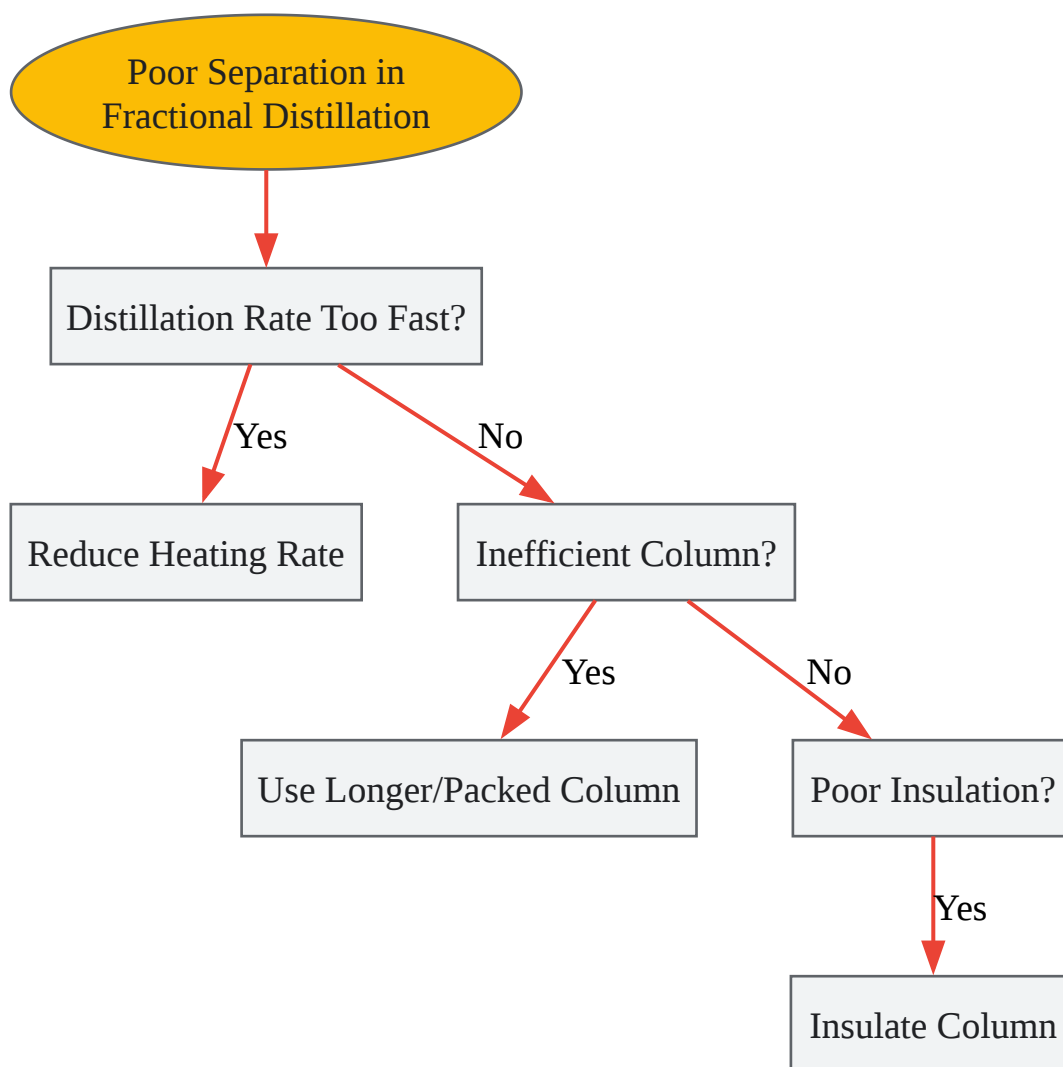 Poor Separation in
Fractional Distillation
Distillation Rate Too Fast?
Yes
No
Reduce Heating Rate
Inefficient Column?
Yes
No
Use Longer/Packed Column
Poor Insulation?
Yes
Insulate Column